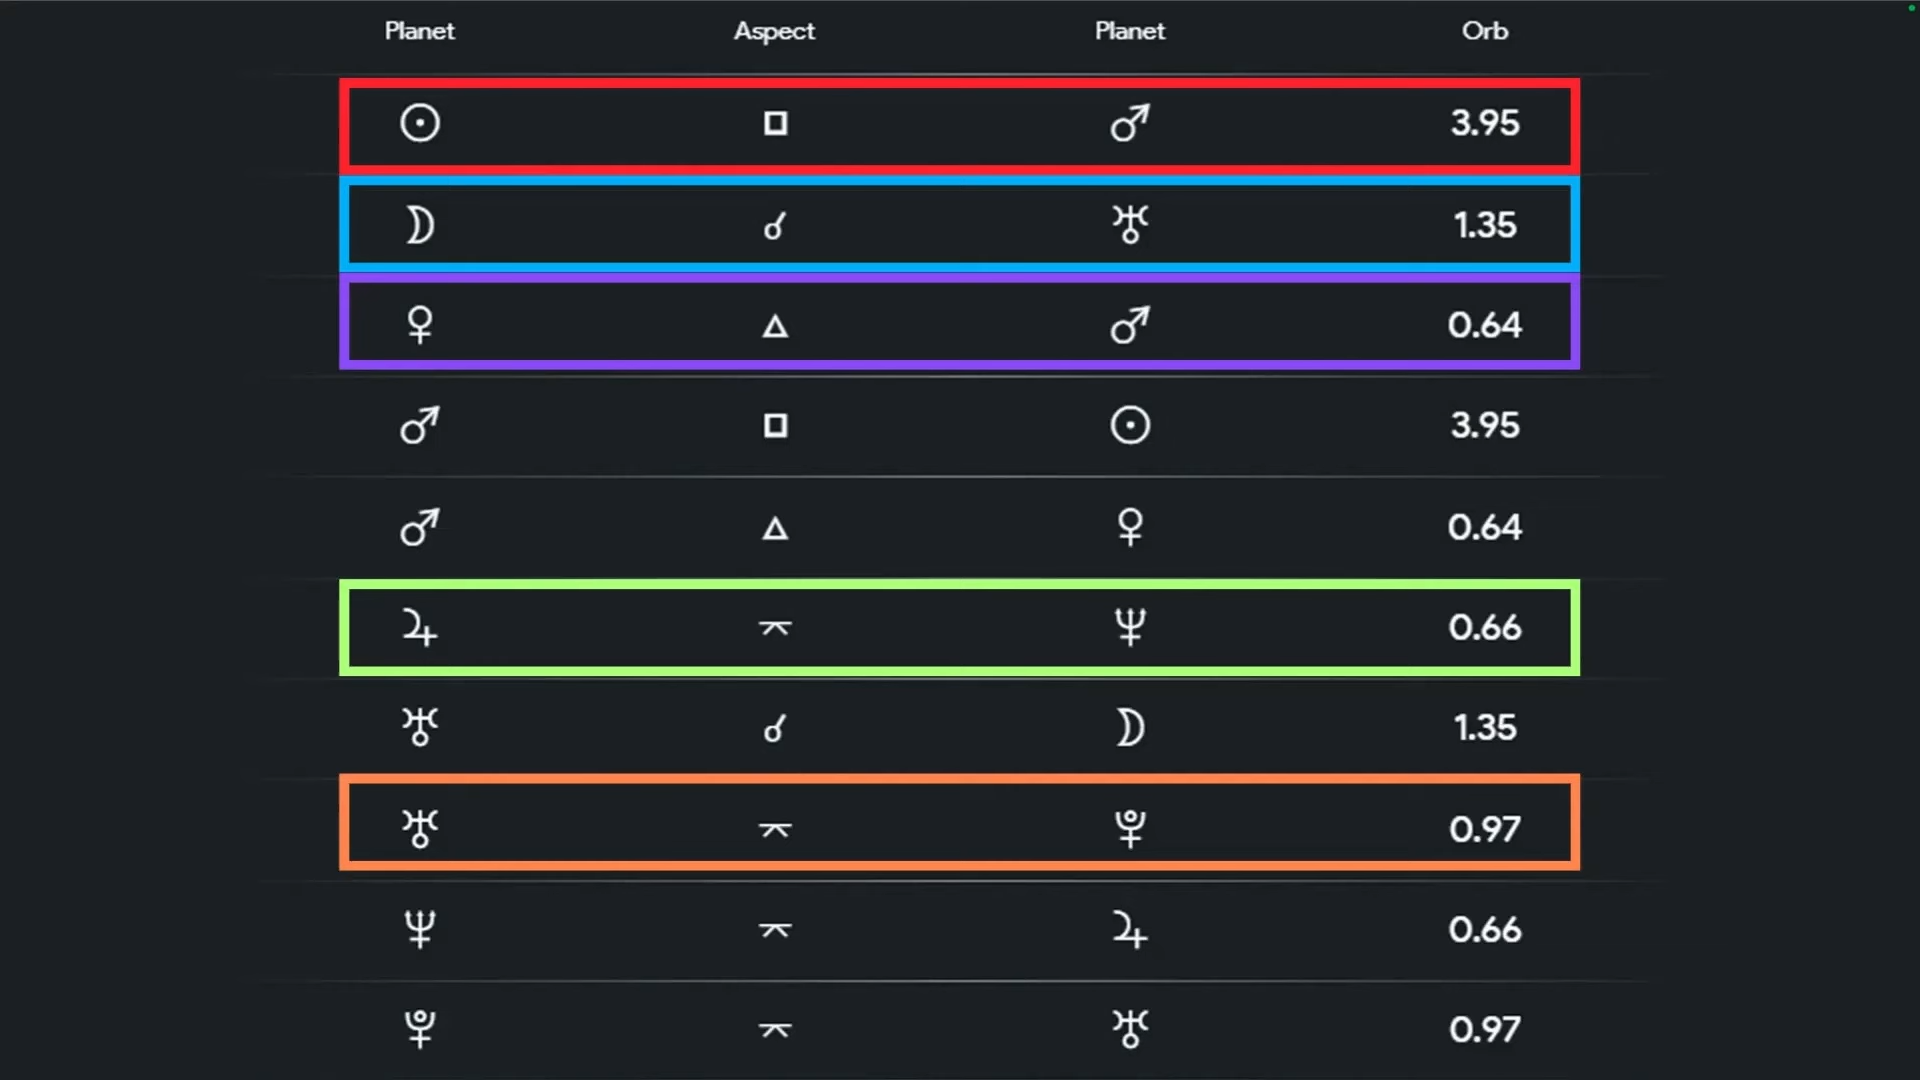 Planet Aspect Planet Orb
☉ □ ♂ 3.95
☽ ☌ ♅ 1.35
♀ △ ♂ 0.64
♂ □ ☉ 3.95
♂ △ ♀ 0.64
♃ ⚻ ♆ 0.66
♅ ☌ ☽ 1.35
♅ ⚻ ♇ 0.97
♆ ⚻ ♃ 0.66
♇ ⚻ ♅ 0.97